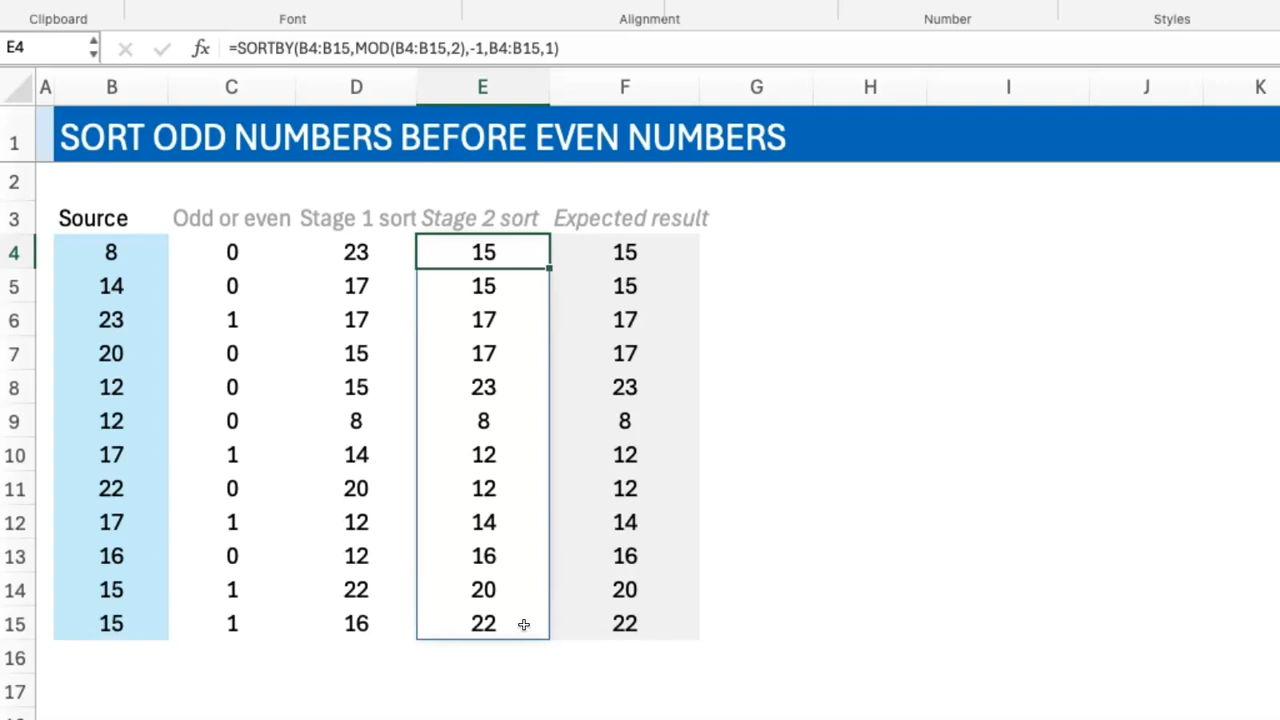 Clipboard Font Alignment Number Styles
E4 fx =SORTBY(B4:B15,MOD(B4:B15,2),-1,B4:B15,1)
A B C D E F G H I J K
1 SORT ODD NUMBERS BEFORE EVEN NUMBERS
2
3 Source Odd or even Stage 1 sort Stage 2 sort Expected result
4 8 0 23 15 15
5 14 0 17 15 15
6 23 1 17 17 17
7 20 0 15 17 17
8 12 0 15 23 23
9 12 0 8 8 8
10 17 1 14 12 12
11 22 0 20 12 12
12 17 1 12 14 14
13 16 0 12 16 16
14 15 1 22 20 20
15 15 1 16 22 22
16
17